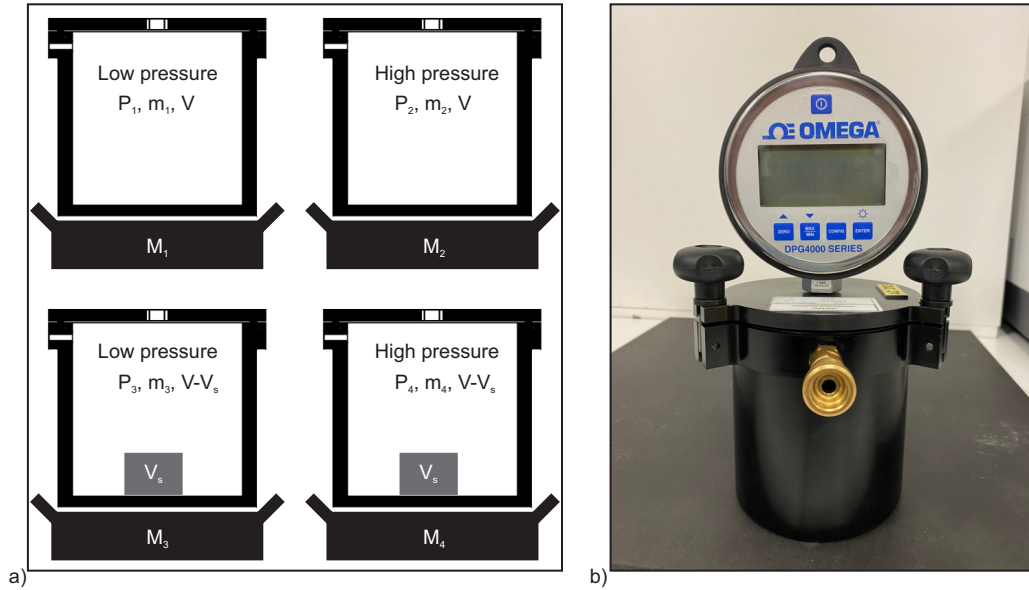 Low pressure
P₁, m₁, V
M₁
High pressure
P₂, m₂, V
M₂
Low pressure
P₃, m₃, V-Vₛ
Vₛ
M₃
High pressure
P₄, m₄, V-Vₛ
Vₛ
M₄
a)
OMEGA®
ZERO
MAX
MIN
CONFIG
ENTER
DPG4000 SERIES
b)